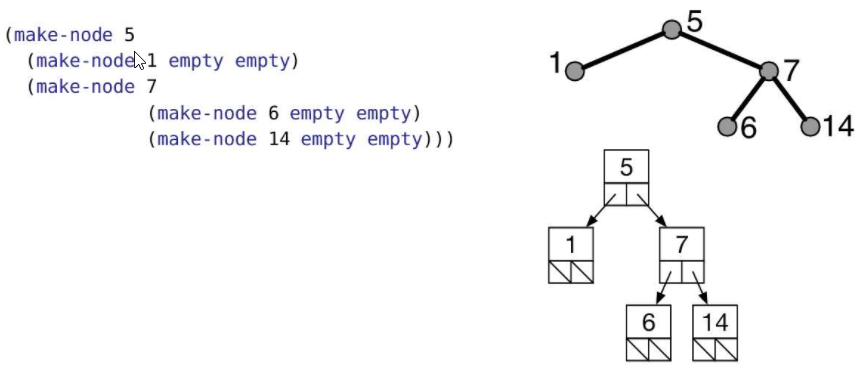 (make-node 5
(make-node 1 empty empty)
(make-node 7
(make-node 6 empty empty)
(make-node 14 empty empty)))
5
1
7
6
14
5
1
7
6
14